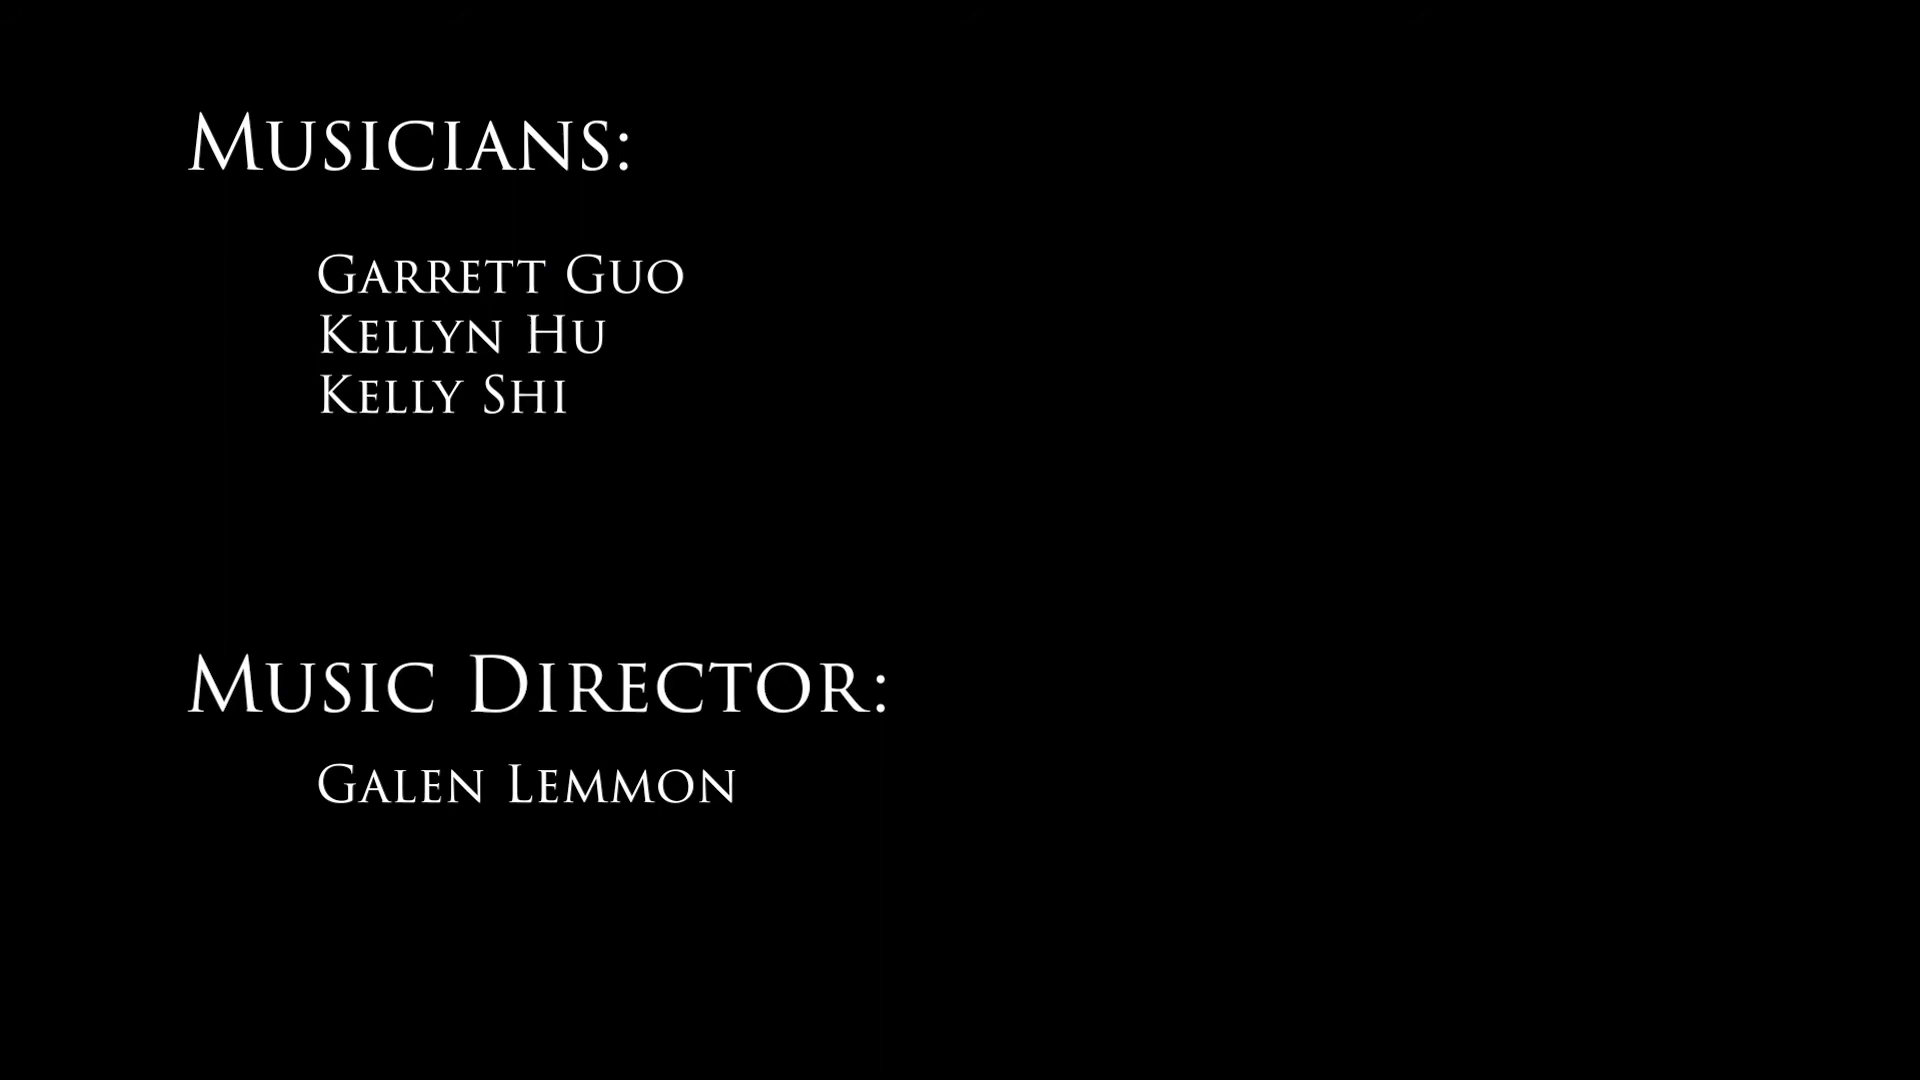 Musicians:
Garrett Guo
Kellyn Hu
Kelly Shi
Music Director:
Galen Lemmon